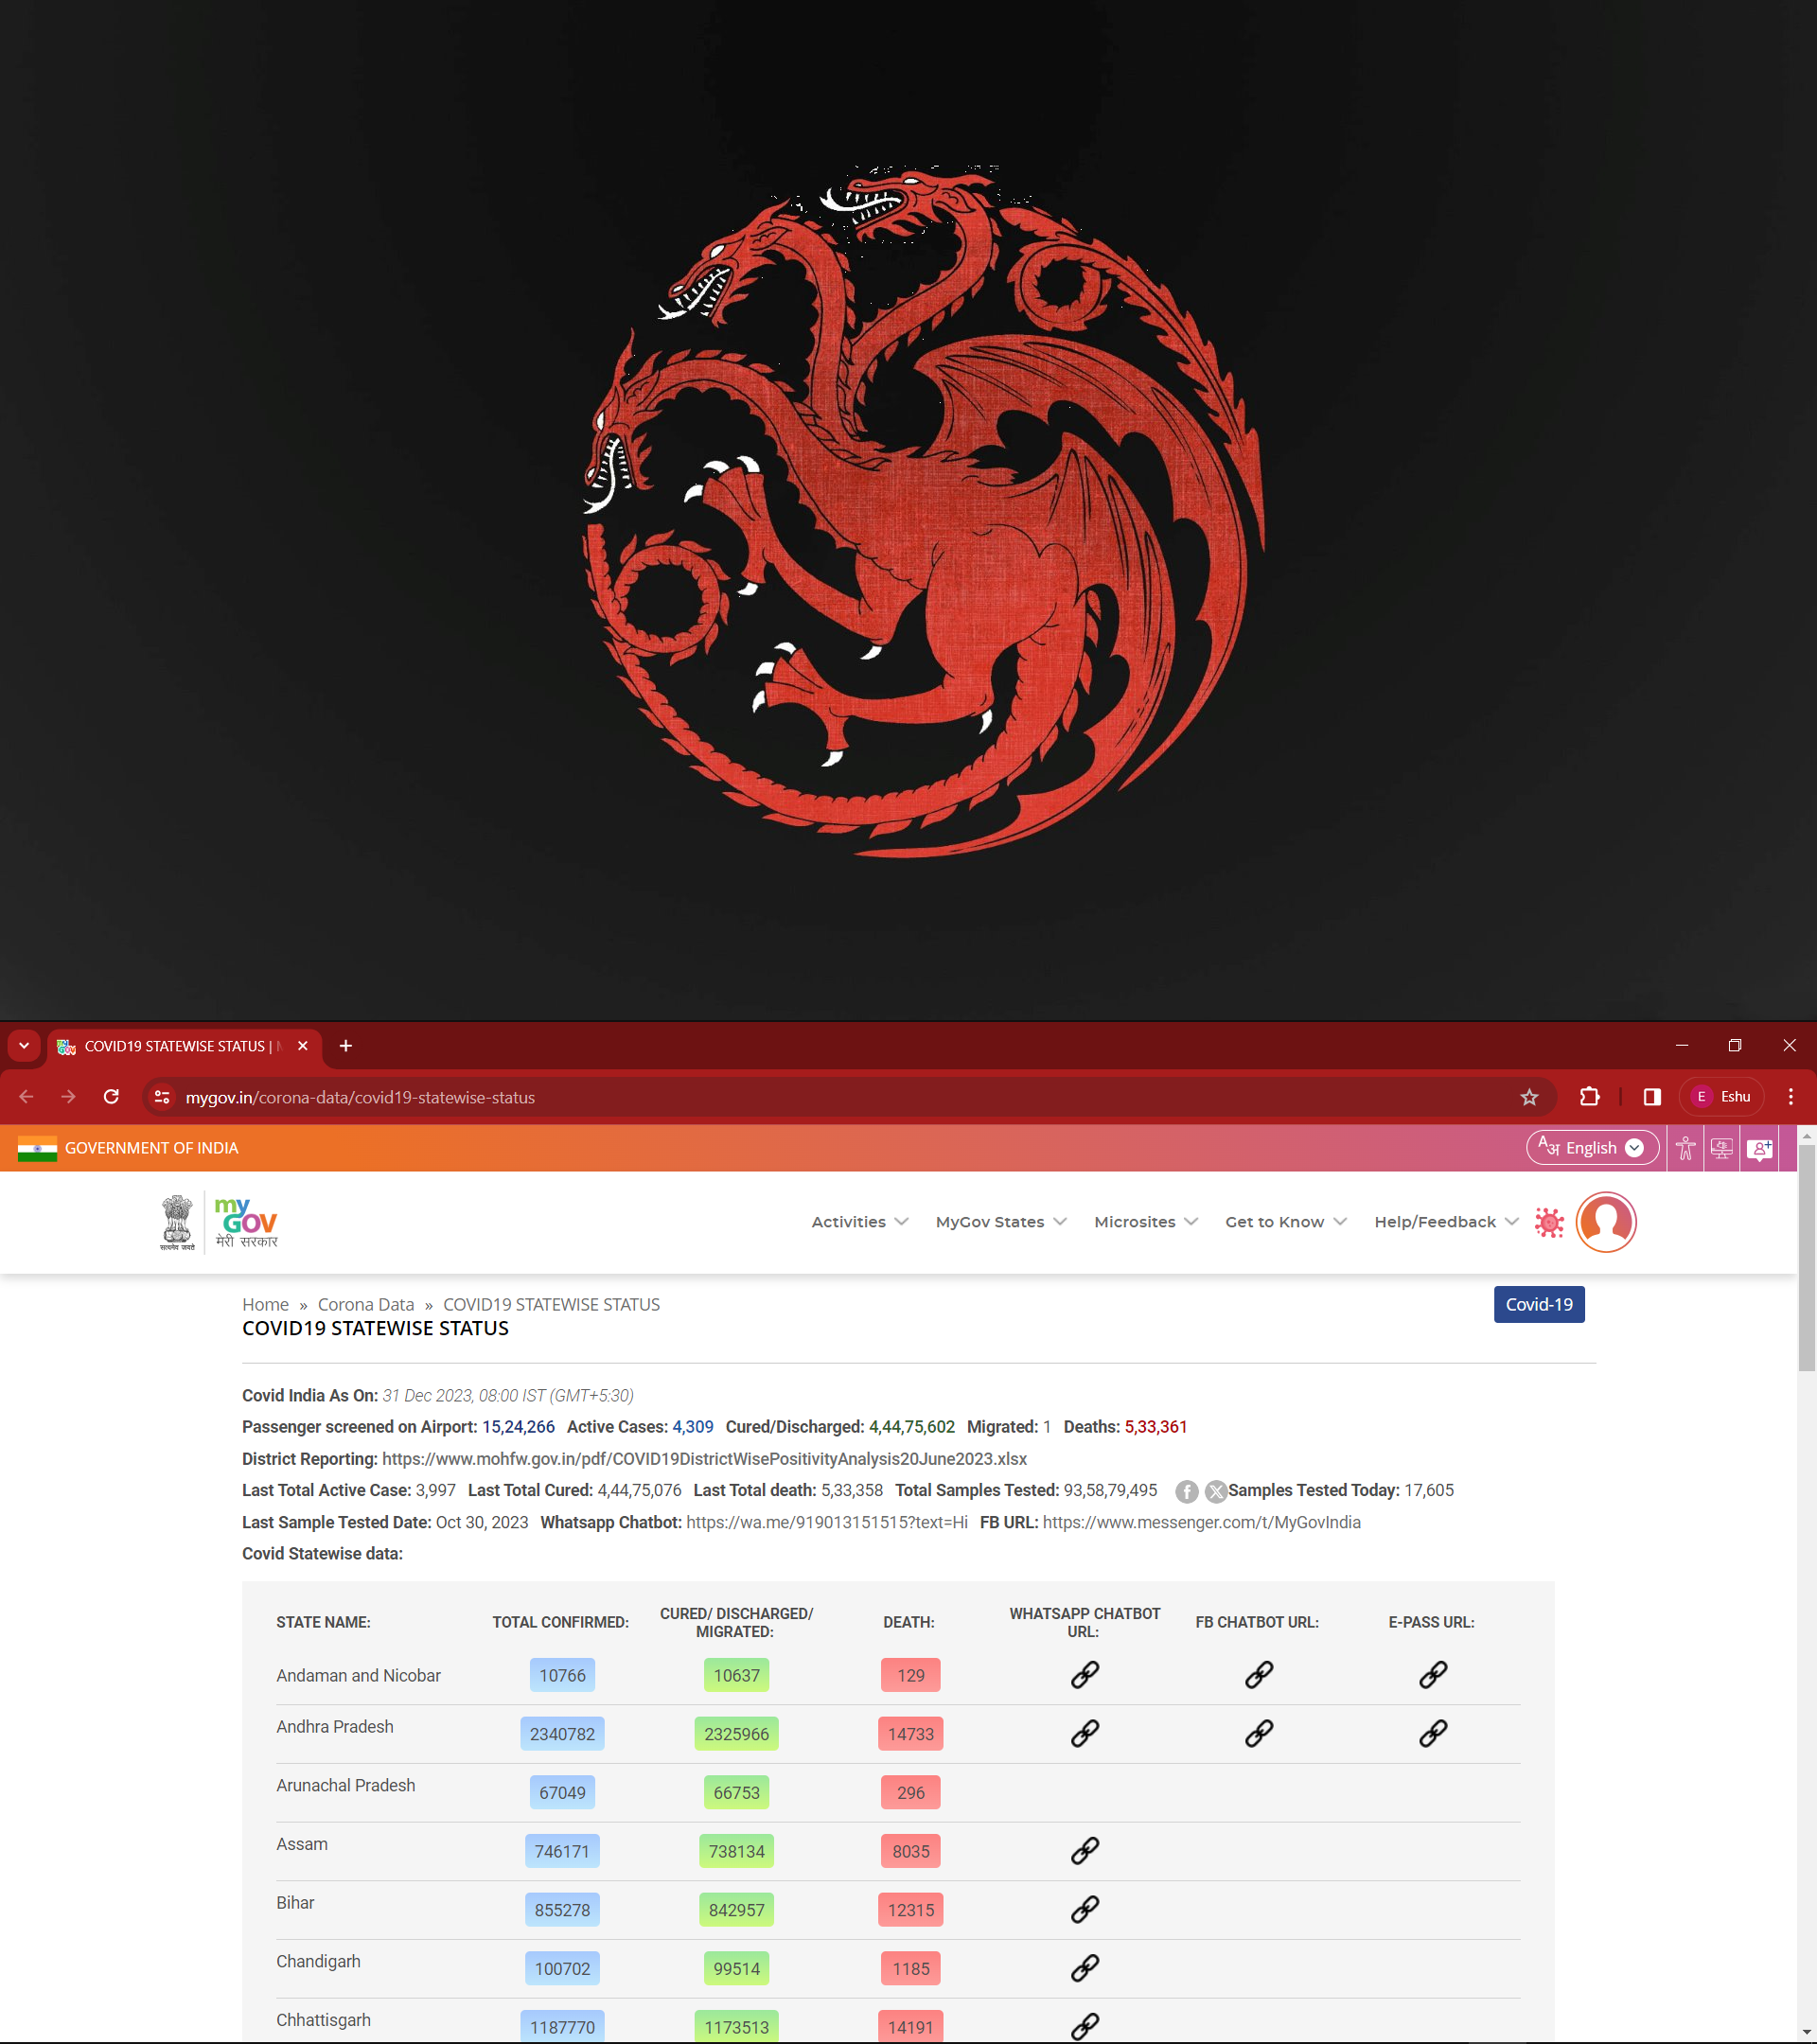 COVID19 STATEWISE STATUS |
mygov.in/corona-data/covid19-statewise-status
E Eshu
GOVERNMENT OF INDIA
Aअ English
सत्यमेव जयते
my
GOV
मेरी सरकार
Activities MyGov States Microsites Get to Know Help/Feedback
Home » Corona Data » COVID19 STATEWISE STATUS
Covid-19
COVID19 STATEWISE STATUS
Covid India As On: 31 Dec 2023, 08:00 IST (GMT+5:30)
Passenger screened on Airport: 15,24,266 Active Cases: 4,309 Cured/Discharged: 4,44,75,602 Migrated: 1 Deaths: 5,33,361
District Reporting: https://www.mohfw.gov.in/pdf/COVID19DistrictWisePositivityAnalysis20June2023.xlsx
Last Total Active Case: 3,997 Last Total Cured: 4,44,75,076 Last Total death: 5,33,358 Total Samples Tested: 93,58,79,495 Samples Tested Today: 17,605
Last Sample Tested Date: Oct 30, 2023 Whatsapp Chatbot: https://wa.me/919013151515?text=Hi FB URL: https://www.messenger.com/t/MyGovIndia
Covid Statewise data:
STATE NAME: TOTAL CONFIRMED: CURED/ DISCHARGED/ MIGRATED: DEATH: WHATSAPP CHATBOT URL: FB CHATBOT URL: E-PASS URL:
Andaman and Nicobar 10766 10637 129
Andhra Pradesh 2340782 2325966 14733
Arunachal Pradesh 67049 66753 296
Assam 746171 738134 8035
Bihar 855278 842957 12315
Chandigarh 100702 99514 1185
Chhattisgarh 1187770 1173513 14191